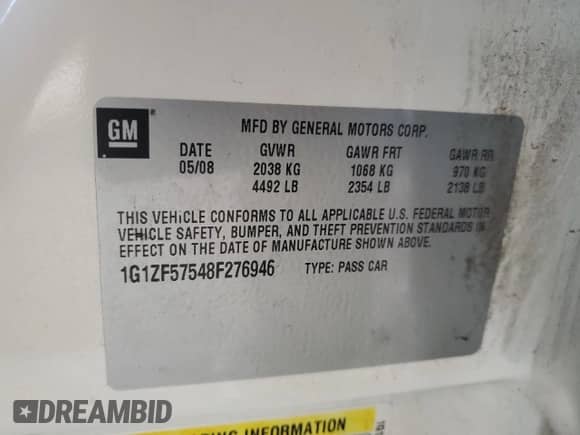 GM
MFD BY GENERAL MOTORS CORP.
DATE GVWR GAWR FRT GAWR RR
05/08 2038 KG 1068 KG 970 KG
4492 LB 2354 LB 2138 LB
THIS VEHICLE CONFORMS TO ALL APPLICABLE U.S. FEDERAL MOTOR
VEHICLE SAFETY, BUMPER, AND THEFT PREVENTION STANDARDS IN
EFFECT ON THE DATE OF MANUFACTURE SHOWN ABOVE.
1G1ZF57548F276946 TYPE: PASS CAR
DREAMBID
INFORMATION